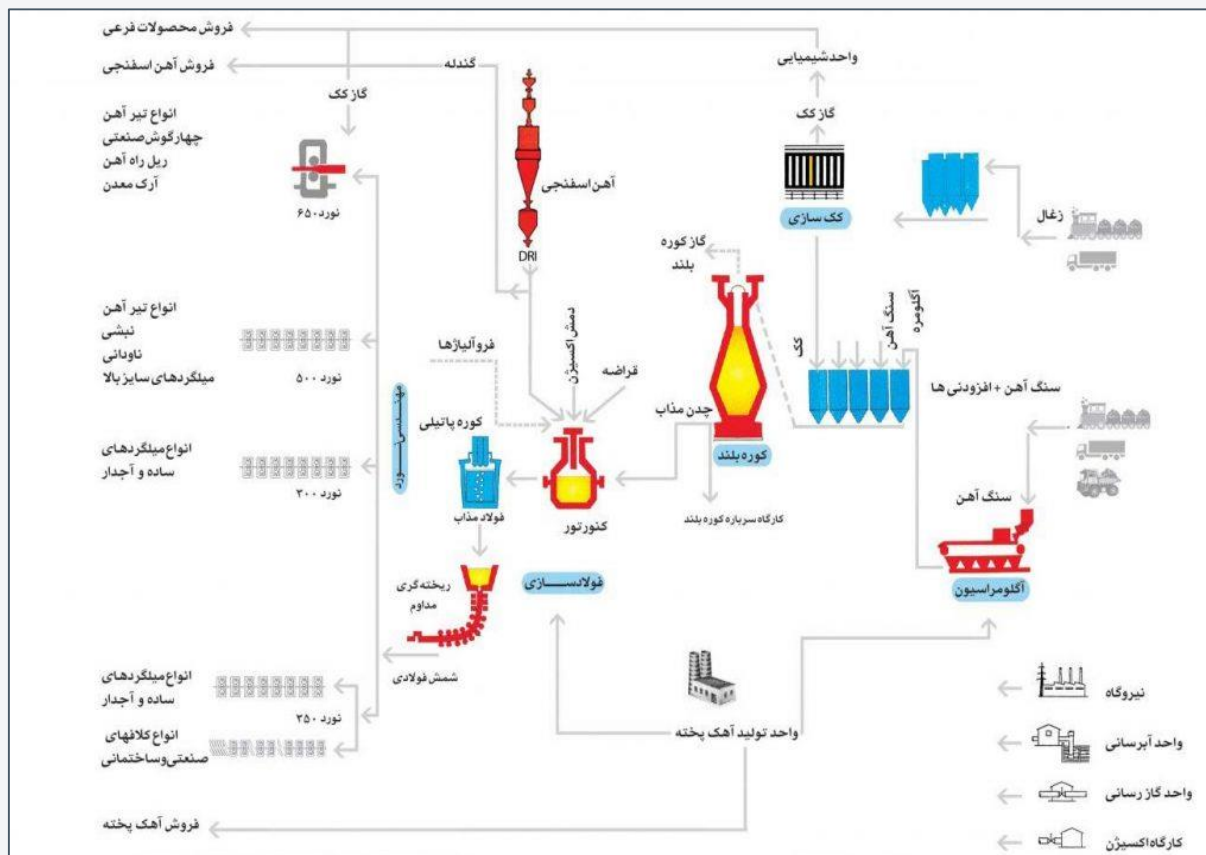 فروش محصولات فرعی
فروش آهن اسفنجی
گندله
واحد شیمیایی
گاز کک
گاز کک
انواع تیر آهن
چهارگوش صنعتی
ریل راه آهن
آرک معدن
نورد ۶۵۰
آهن اسفنجی
DRI
کک سازی
زغال
گاز کوره
بلند
دمش اکسیژن
قراضه
فروآلیاژها
کک
سنگ آهن
آگلومره
سنگ آهن + افزودنی ها
انواع تیر آهن
نبشی
ناودانی
میلگردهای سایز بالا
نورد ۵۰۰
مهندسی نورد
کوره پاتیلی
چدن مذاب
کوره بلند
انواع میلگردهای
ساده و آجدار
نورد ۳۰۰
فولاد مذاب
کنورتور
کارگاه سرباره کوره بلند
سنگ آهن
آگلومراسیون
ریخته گری
مداوم
فولادسازی
شمش فولادی
انواع میلگردهای
ساده و آجدار
نورد ۳۵۰
انواع کلافهای
صنعتی و ساختمانی
واحد تولید آهک پخته
نیروگاه
واحد آبرسانی
واحد گاز رسانی
کارگاه اکسیژن
فروش آهک پخته